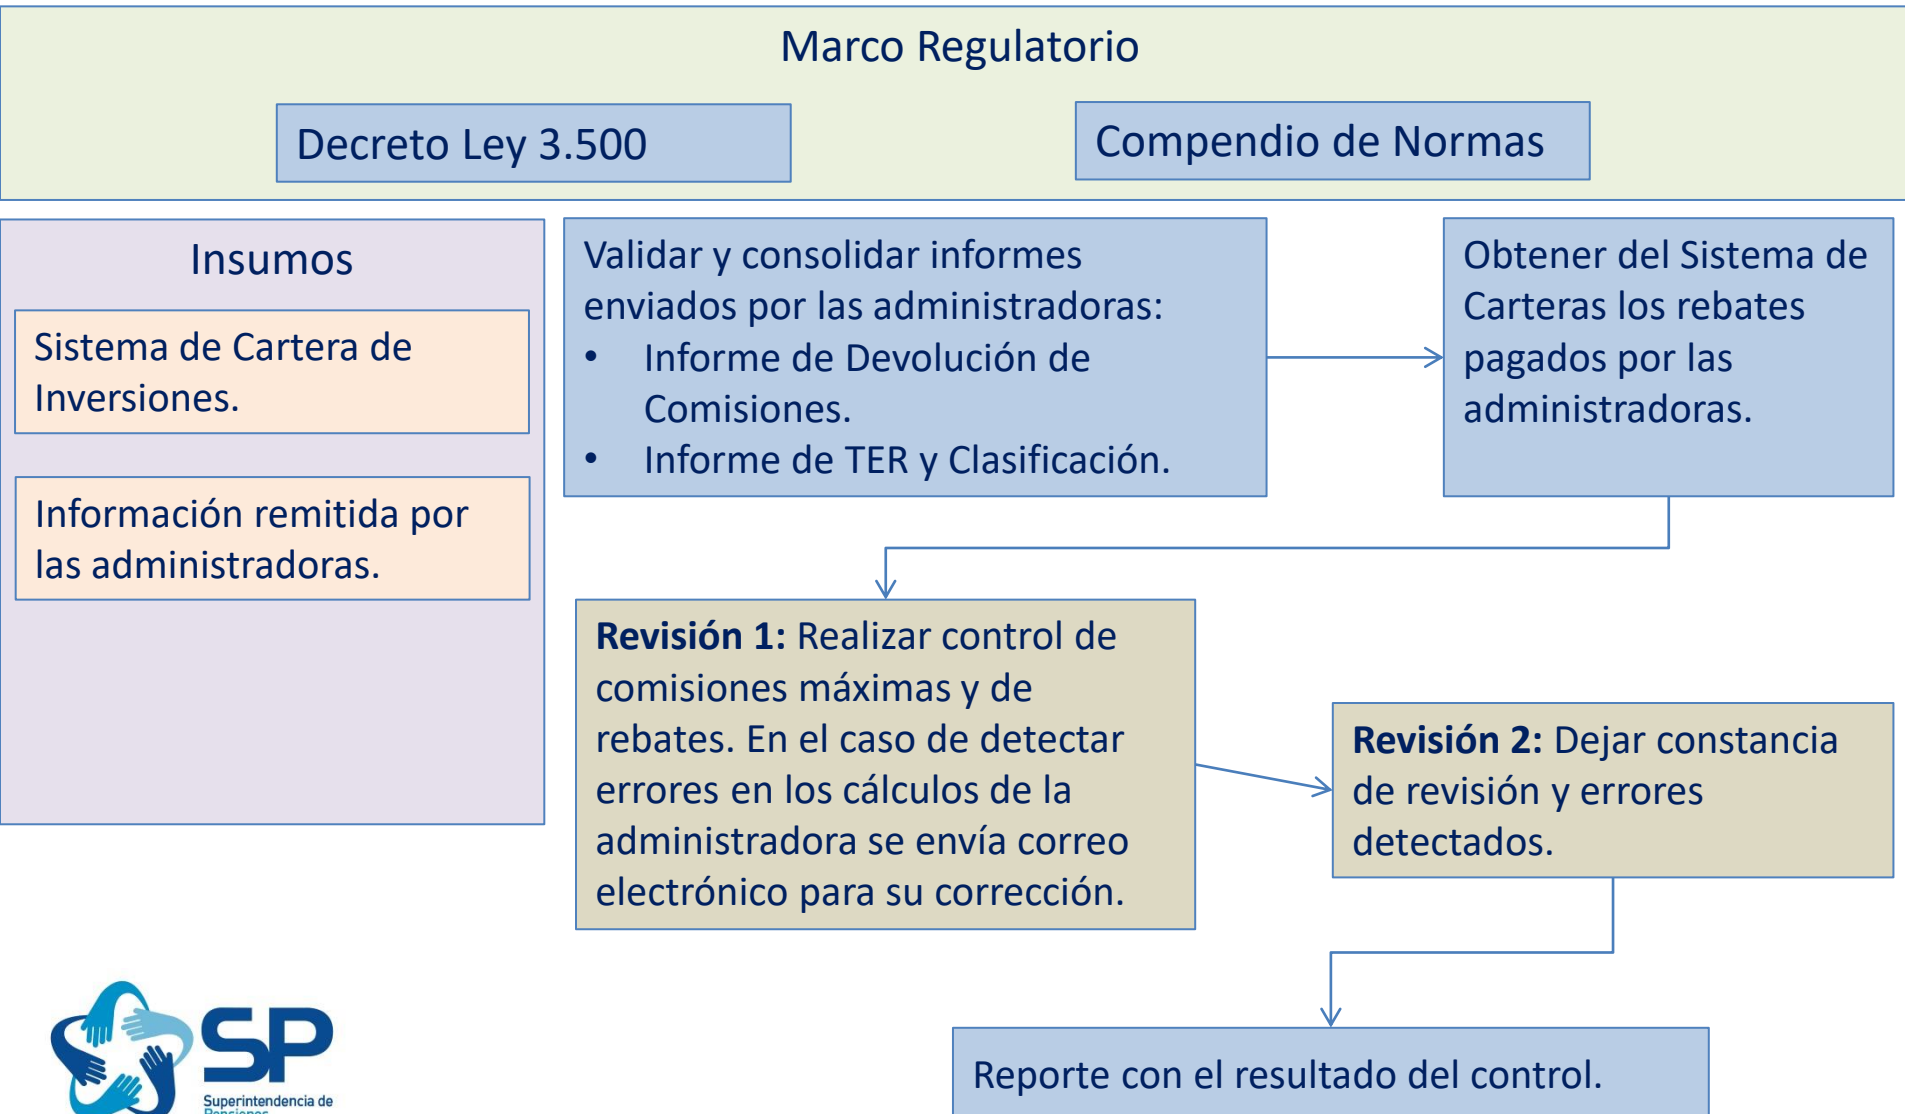 Marco Regulatorio
Decreto Ley 3.500
Compendio de Normas
Insumos
Sistema de Cartera de
Inversiones.
Información remitida por
las administradoras.
Validar y consolidar informes
enviados por las administradoras:
• Informe de Devolución de
Comisiones.
• Informe de TER y Clasificación.
Obtener del Sistema de
Carteras los rebates
pagados por las
administradoras.
Revisión 1: Realizar control de
comisiones máximas y de
rebates. En el caso de detectar
errores en los cálculos de la
administradora se envía correo
electrónico para su corrección.
Revisión 2: Dejar constancia
de revisión y errores
detectados.
Reporte con el resultado del control.
SP
Superintendencia de
Pensiones